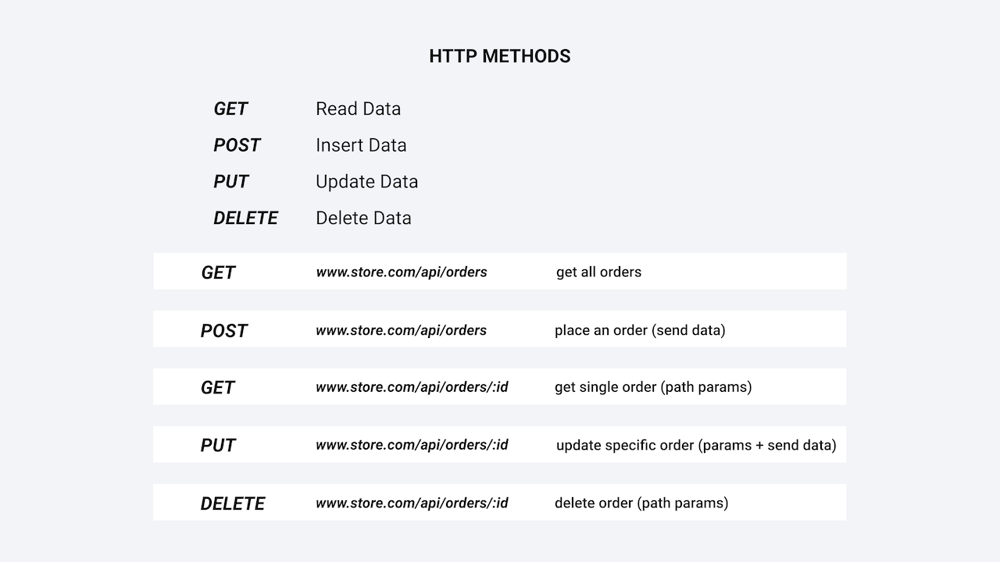 HTTP METHODS
GET Read Data
POST Insert Data
PUT Update Data
DELETE Delete Data
GET www.store.com/api/orders get all orders
POST www.store.com/api/orders place an order (send data)
GET www.store.com/api/orders/:id get single order (path params)
PUT www.store.com/api/orders/:id update specific order (params + send data)
DELETE www.store.com/api/orders/:id delete order (path params)